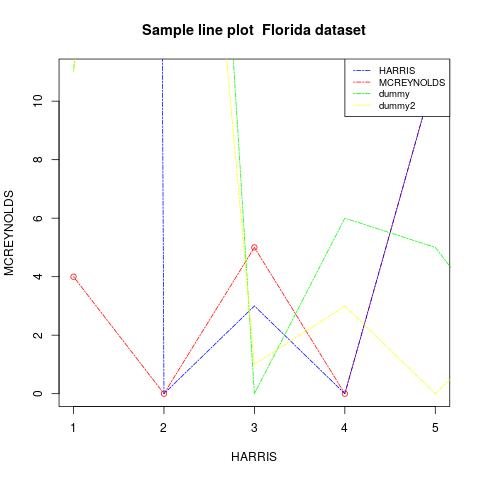 Sample line plot  Florida dataset
HARRIS
MCREYNOLDS
dummy
dummy2
MCREYNOLDS
10
8
6
4
2
0
1 2 3 4 5
HARRIS